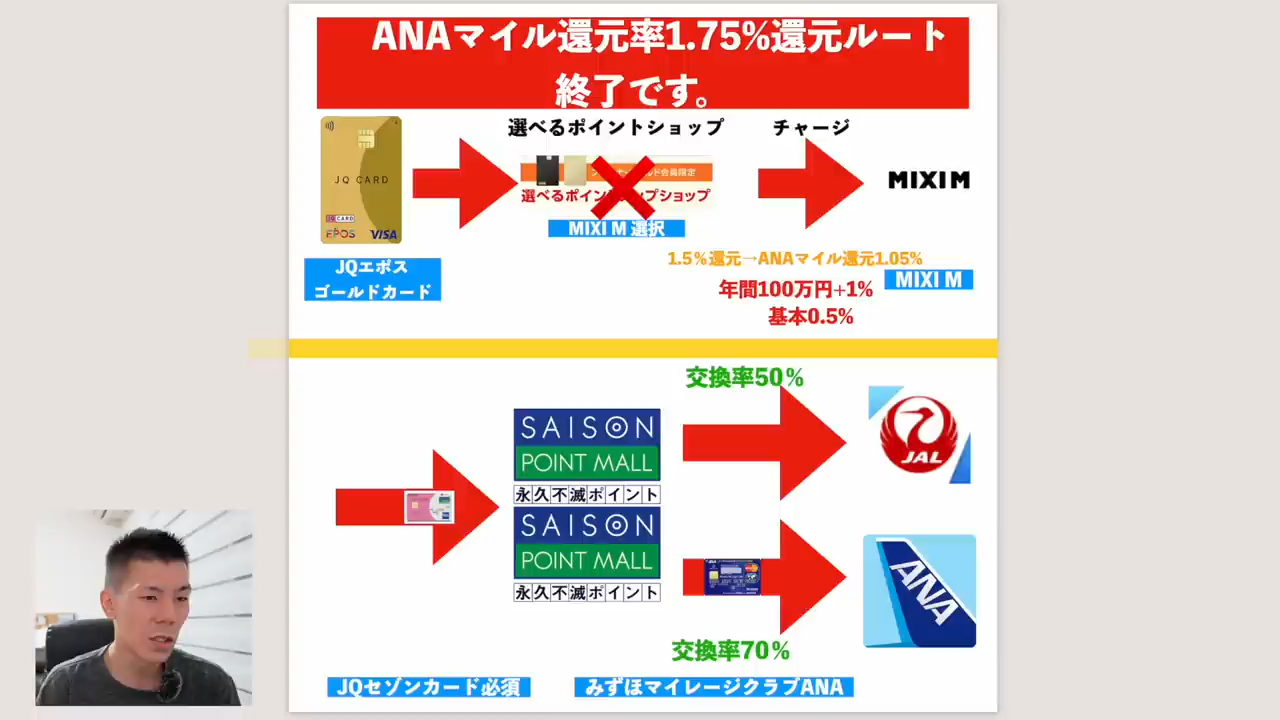 ANAマイル還元率1.75%還元ルート
終了です。
選べるポイントショップ
チャージ
JQ CARD
JQ CARD
EPOS VISA
会員限定
選べるポイン
ップショップ
MIXI M 選択
MIXI M
1.5%還元→ANAマイル還元1.05%
JQエポス
ゴールドカード
年間100万円+1%
MIXI M
基本0.5%
交換率50%
SAISON
POINT MALL
永久不滅ポイント
JAL
SAISON
POINT MALL
永久不滅ポイント
ANA
交換率70%
JQセゾンカード必須
みずほマイレージクラブANA